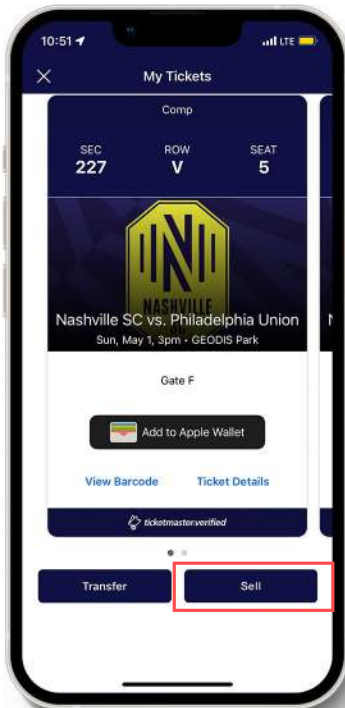 10:51
LTE
My Tickets
Comp
SEC ROW SEAT
227 V 5
NASHVILLE
SC
Nashville SC vs. Philadelphia Union
Sun, May 1, 3pm • GEODIS Park
Gate F
Add to Apple Wallet
View Barcode Ticket Details
ticketmaster.verified
Transfer Sell